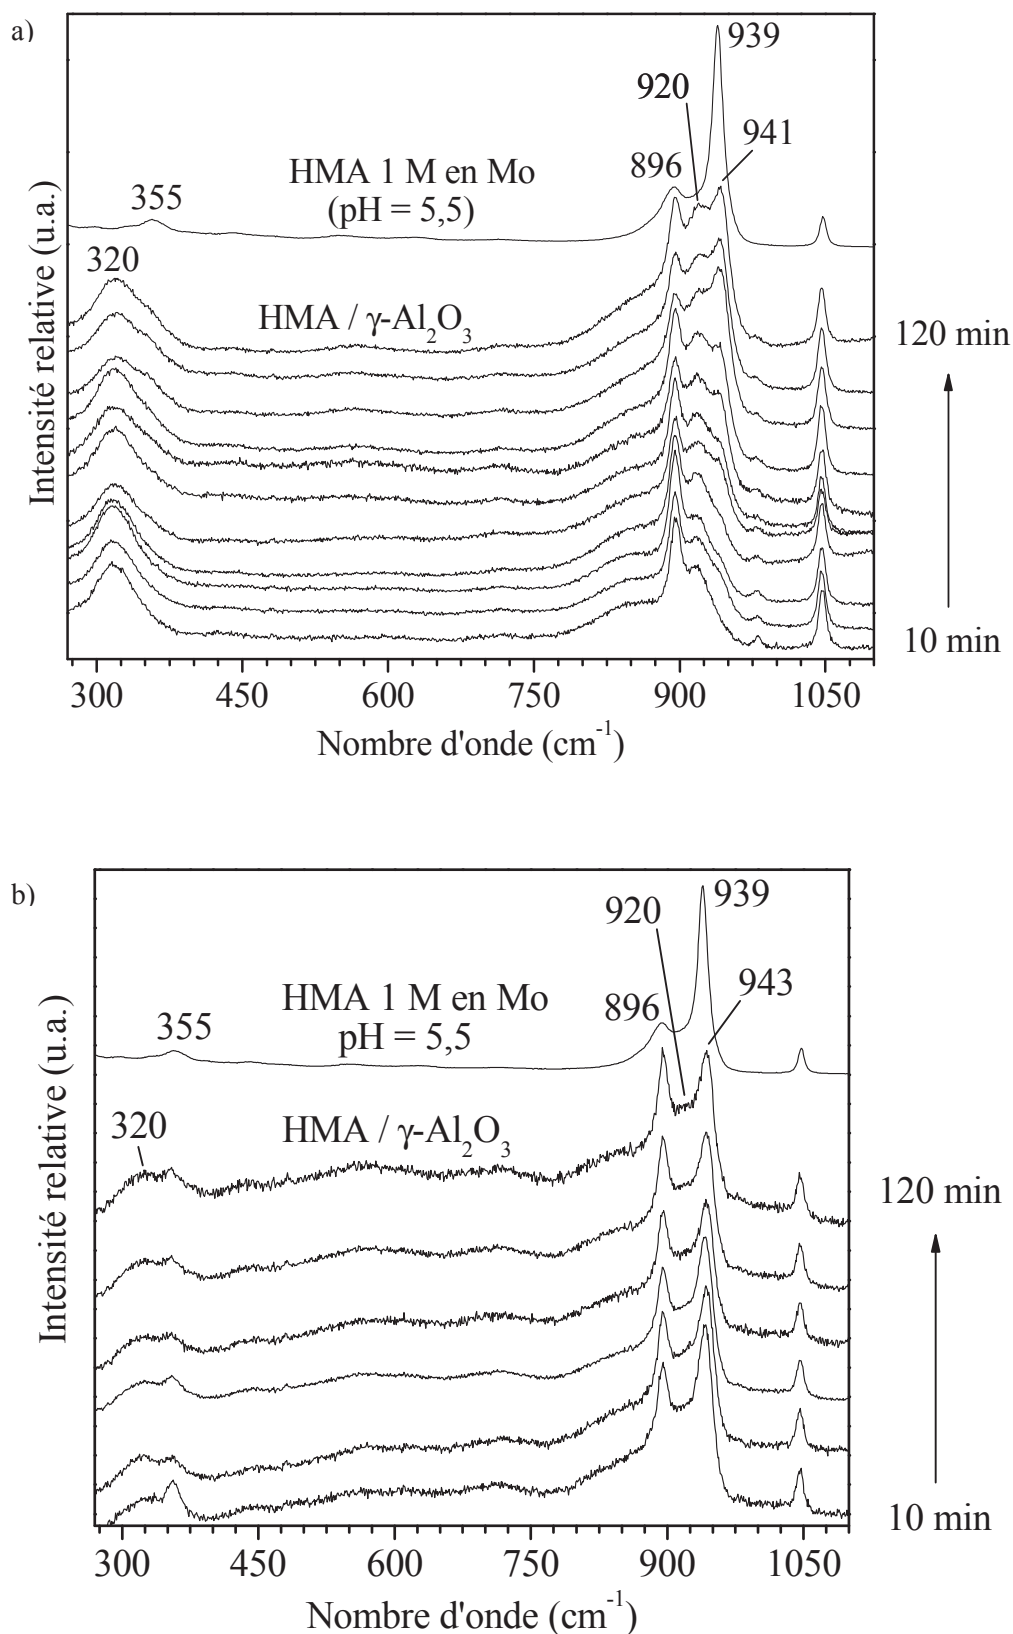 a)
939
920
941
896
HMA 1 M en Mo
(pH = 5,5)
355
320
HMA / γ-Al₂O₃
120 min
10 min
Intensité relative (u.a.)
300 450 600 750 900 1050
Nombre d'onde (cm⁻¹)
b)
939
920
943
896
HMA 1 M en Mo
pH = 5,5
355
320
HMA / γ-Al₂O₃
120 min
10 min
Intensité relative (u.a.)
300 450 600 750 900 1050
Nombre d'onde (cm⁻¹)